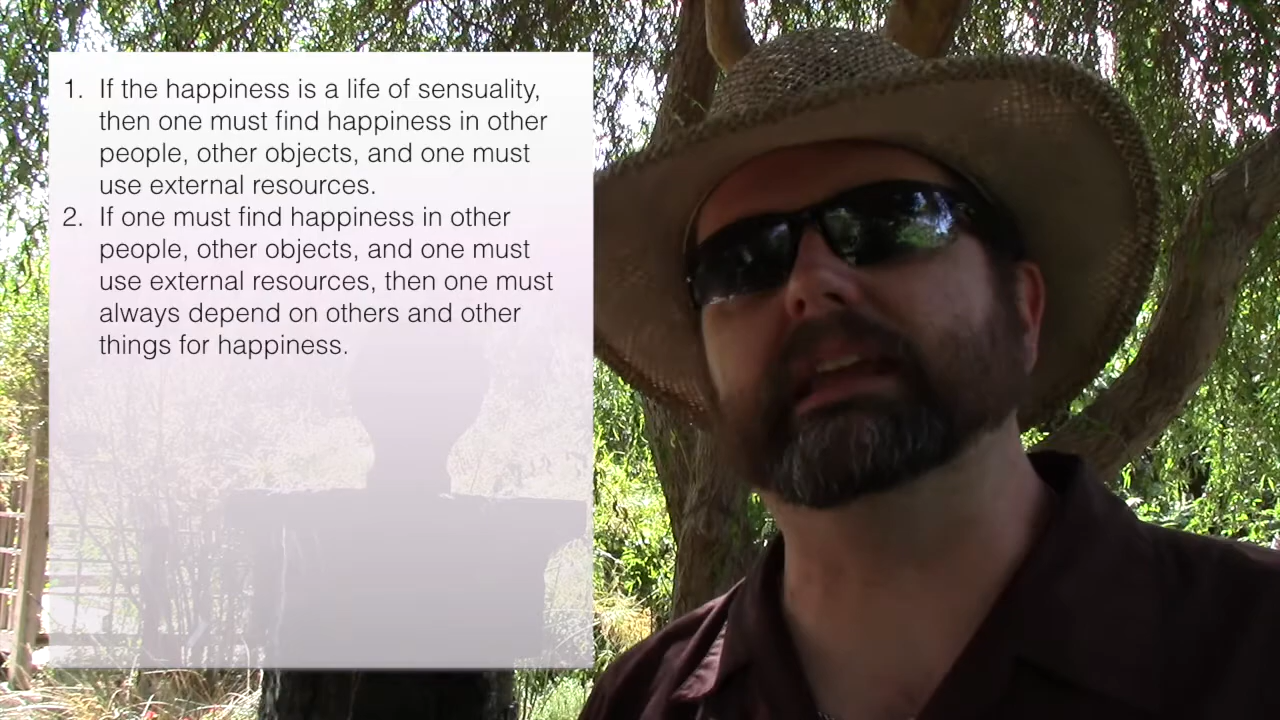 1. If the happiness is a life of sensuality,
then one must find happiness in other
people, other objects, and one must
use external resources.
2. If one must find happiness in other
people, other objects, and one must
use external resources, then one must
always depend on others and other
things for happiness.